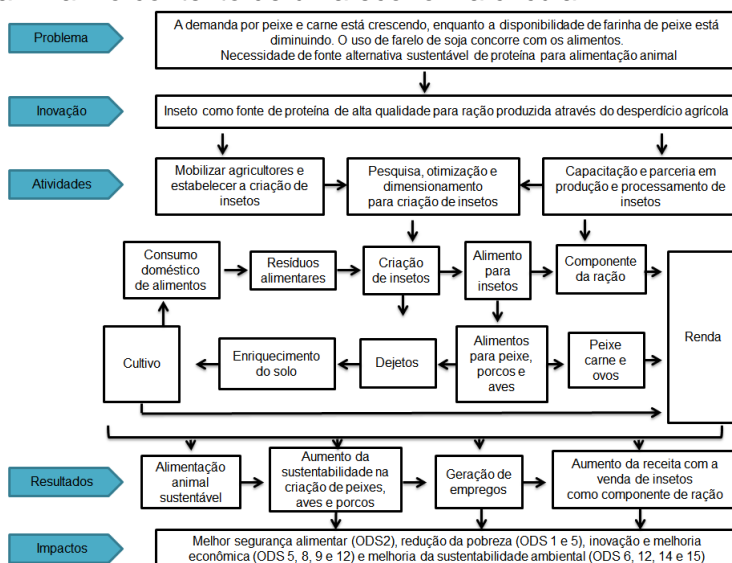 Problema
A demanda por peixe e carne está crescendo, enquanto a disponibilidade de farinha de peixe está
diminuindo. O uso de farelo de soja concorre com os alimentos.
Necessidade de fonte alternativa sustentável de proteína para alimentação animal
Inovação
Inseto como fonte de proteína de alta qualidade para ração produzida através do desperdício agrícola
Atividades
Mobilizar agricultores e
estabelecer a criação de
insetos
Pesquisa, otimização e
dimensionamento
para criação de insetos
Capacitação e parceria em
produção e processamento de
insetos
Consumo
doméstico
de alimentos
Resíduos
alimentares
Criação
de insetos
Alimento
para
insetos
Componente
da ração
Renda
Cultivo
Enriquecimento
do solo
Dejetos
Alimentos
para peixe,
porcos e
aves
Peixe
carne e
ovos
Resultados
Alimentação
animal
sustentável
Aumento da
sustentabilidade na
criação de peixes,
aves e porcos
Geração de
empregos
Aumento da receita com a
venda de insetos
como componente de ração
Impactos
Melhor segurança alimentar (ODS2), redução da pobreza (ODS 1 e 5), inovação e melhoria
econômica (ODS 5, 8, 9 e 12) e melhoria da sustentabilidade ambiental (ODS 6, 12, 14 e 15)